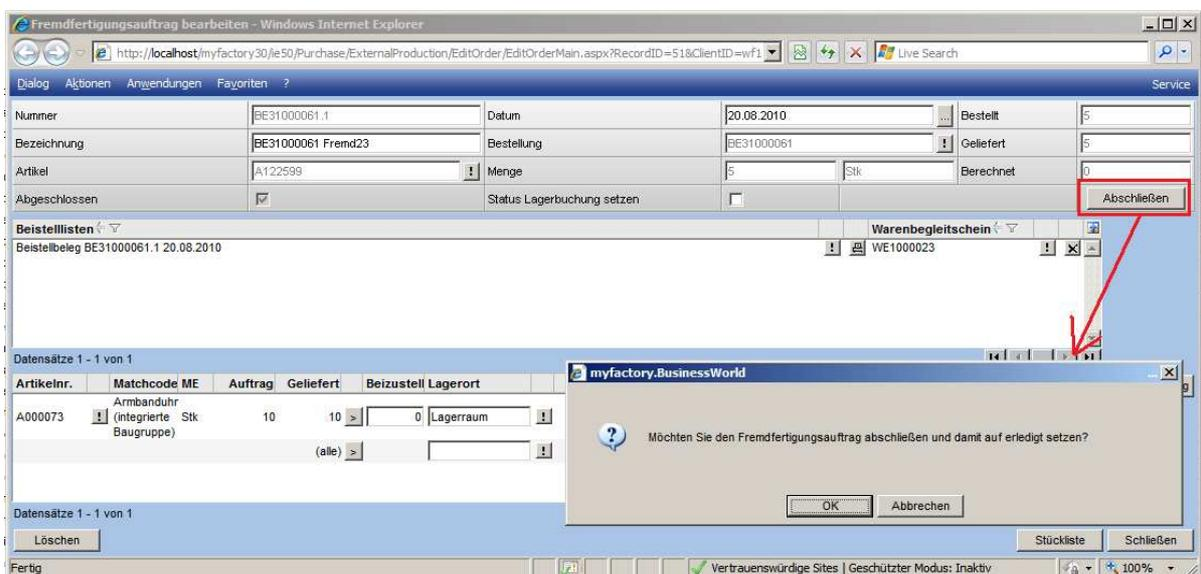 Fremdfertigungsauftrag bearbeiten - Windows Internet Explorer
http://localhost/myfactory30/ie50/Purchase/ExternalProduction/EditOrder/EditOrderMain.aspx?RecordID=51&ClientID=wf1 Live Search
Dialog Aktionen Anwendungen Favoriten ? Service
Nummer BE31000061.1 Datum 20.08.2010 ... Bestellt 5
Bezeichnung BE31000061 Fremd23 Bestellung BE31000061 ! Geliefert 5
Artikel A122599 ! Menge 5 Stk Berechnet 0
Abgeschlossen Status Lagerbuchung setzen Abschließen
Beistelllisten Warenbegleitschein
Beistellbeleg BE31000061.1 20.08.2010 ! WE1000023 !
Datensätze 1 - 1 von 1
Artikelnr. Matchcode ME Auftrag Geliefert Beizustell Lagerort
A000073 ! Armbanduhr (integrierte Baugruppe) Stk 10 10 > 0 Lagerraum !
(alle) > !
Datensätze 1 - 1 von 1
myfactory.BusinessWorld
Möchten Sie den Fremdfertigungsauftrag abschließen und damit auf erledigt setzen?
OK Abbrechen
Löschen Stückliste Schließen
Fertig Vertrauenswürdige Sites | Geschützter Modus: Inaktiv 100%